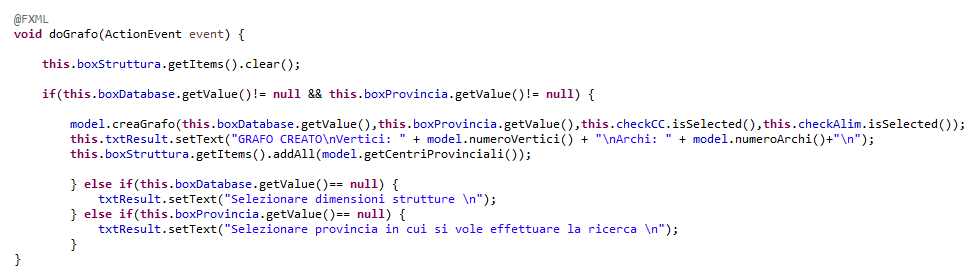 @FXML
void doGrafo(ActionEvent event) {
this.boxStruttura.getItems().clear();
if(this.boxDatabase.getValue()!= null && this.boxProvincia.getValue()!= null) {
model.creaGrafo(this.boxDatabase.getValue(),this.boxProvincia.getValue(),this.checkCC.isSelected(),this.checkAlim.isSelected());
this.txtResult.setText("GRAFO CREATO\nVertici: " + model.numeroVertici() + "\nArchi: " + model.numeroArchi()+"\n");
this.boxStruttura.getItems().addAll(model.getCentriProvinciali());
} else if(this.boxDatabase.getValue()== null) {
txtResult.setText("Selezionare dimensioni strutture \n");
} else if(this.boxProvincia.getValue()== null) {
txtResult.setText("Selezionare provincia in cui si vole effettuare la ricerca \n");
}
}